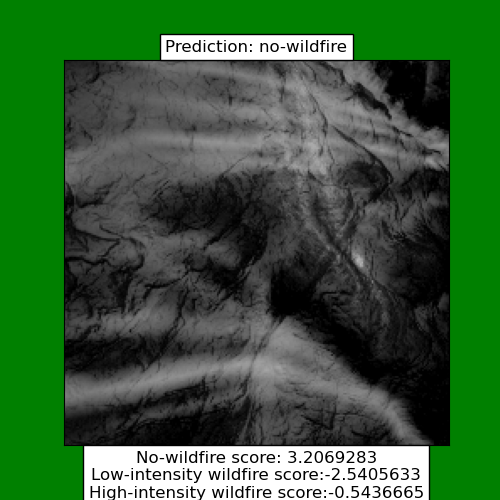 Prediction: no-wildfire
No-wildfire score: 3.2069283
Low-intensity wildfire score:-2.5405633
High-intensity wildfire score:-0.5436665